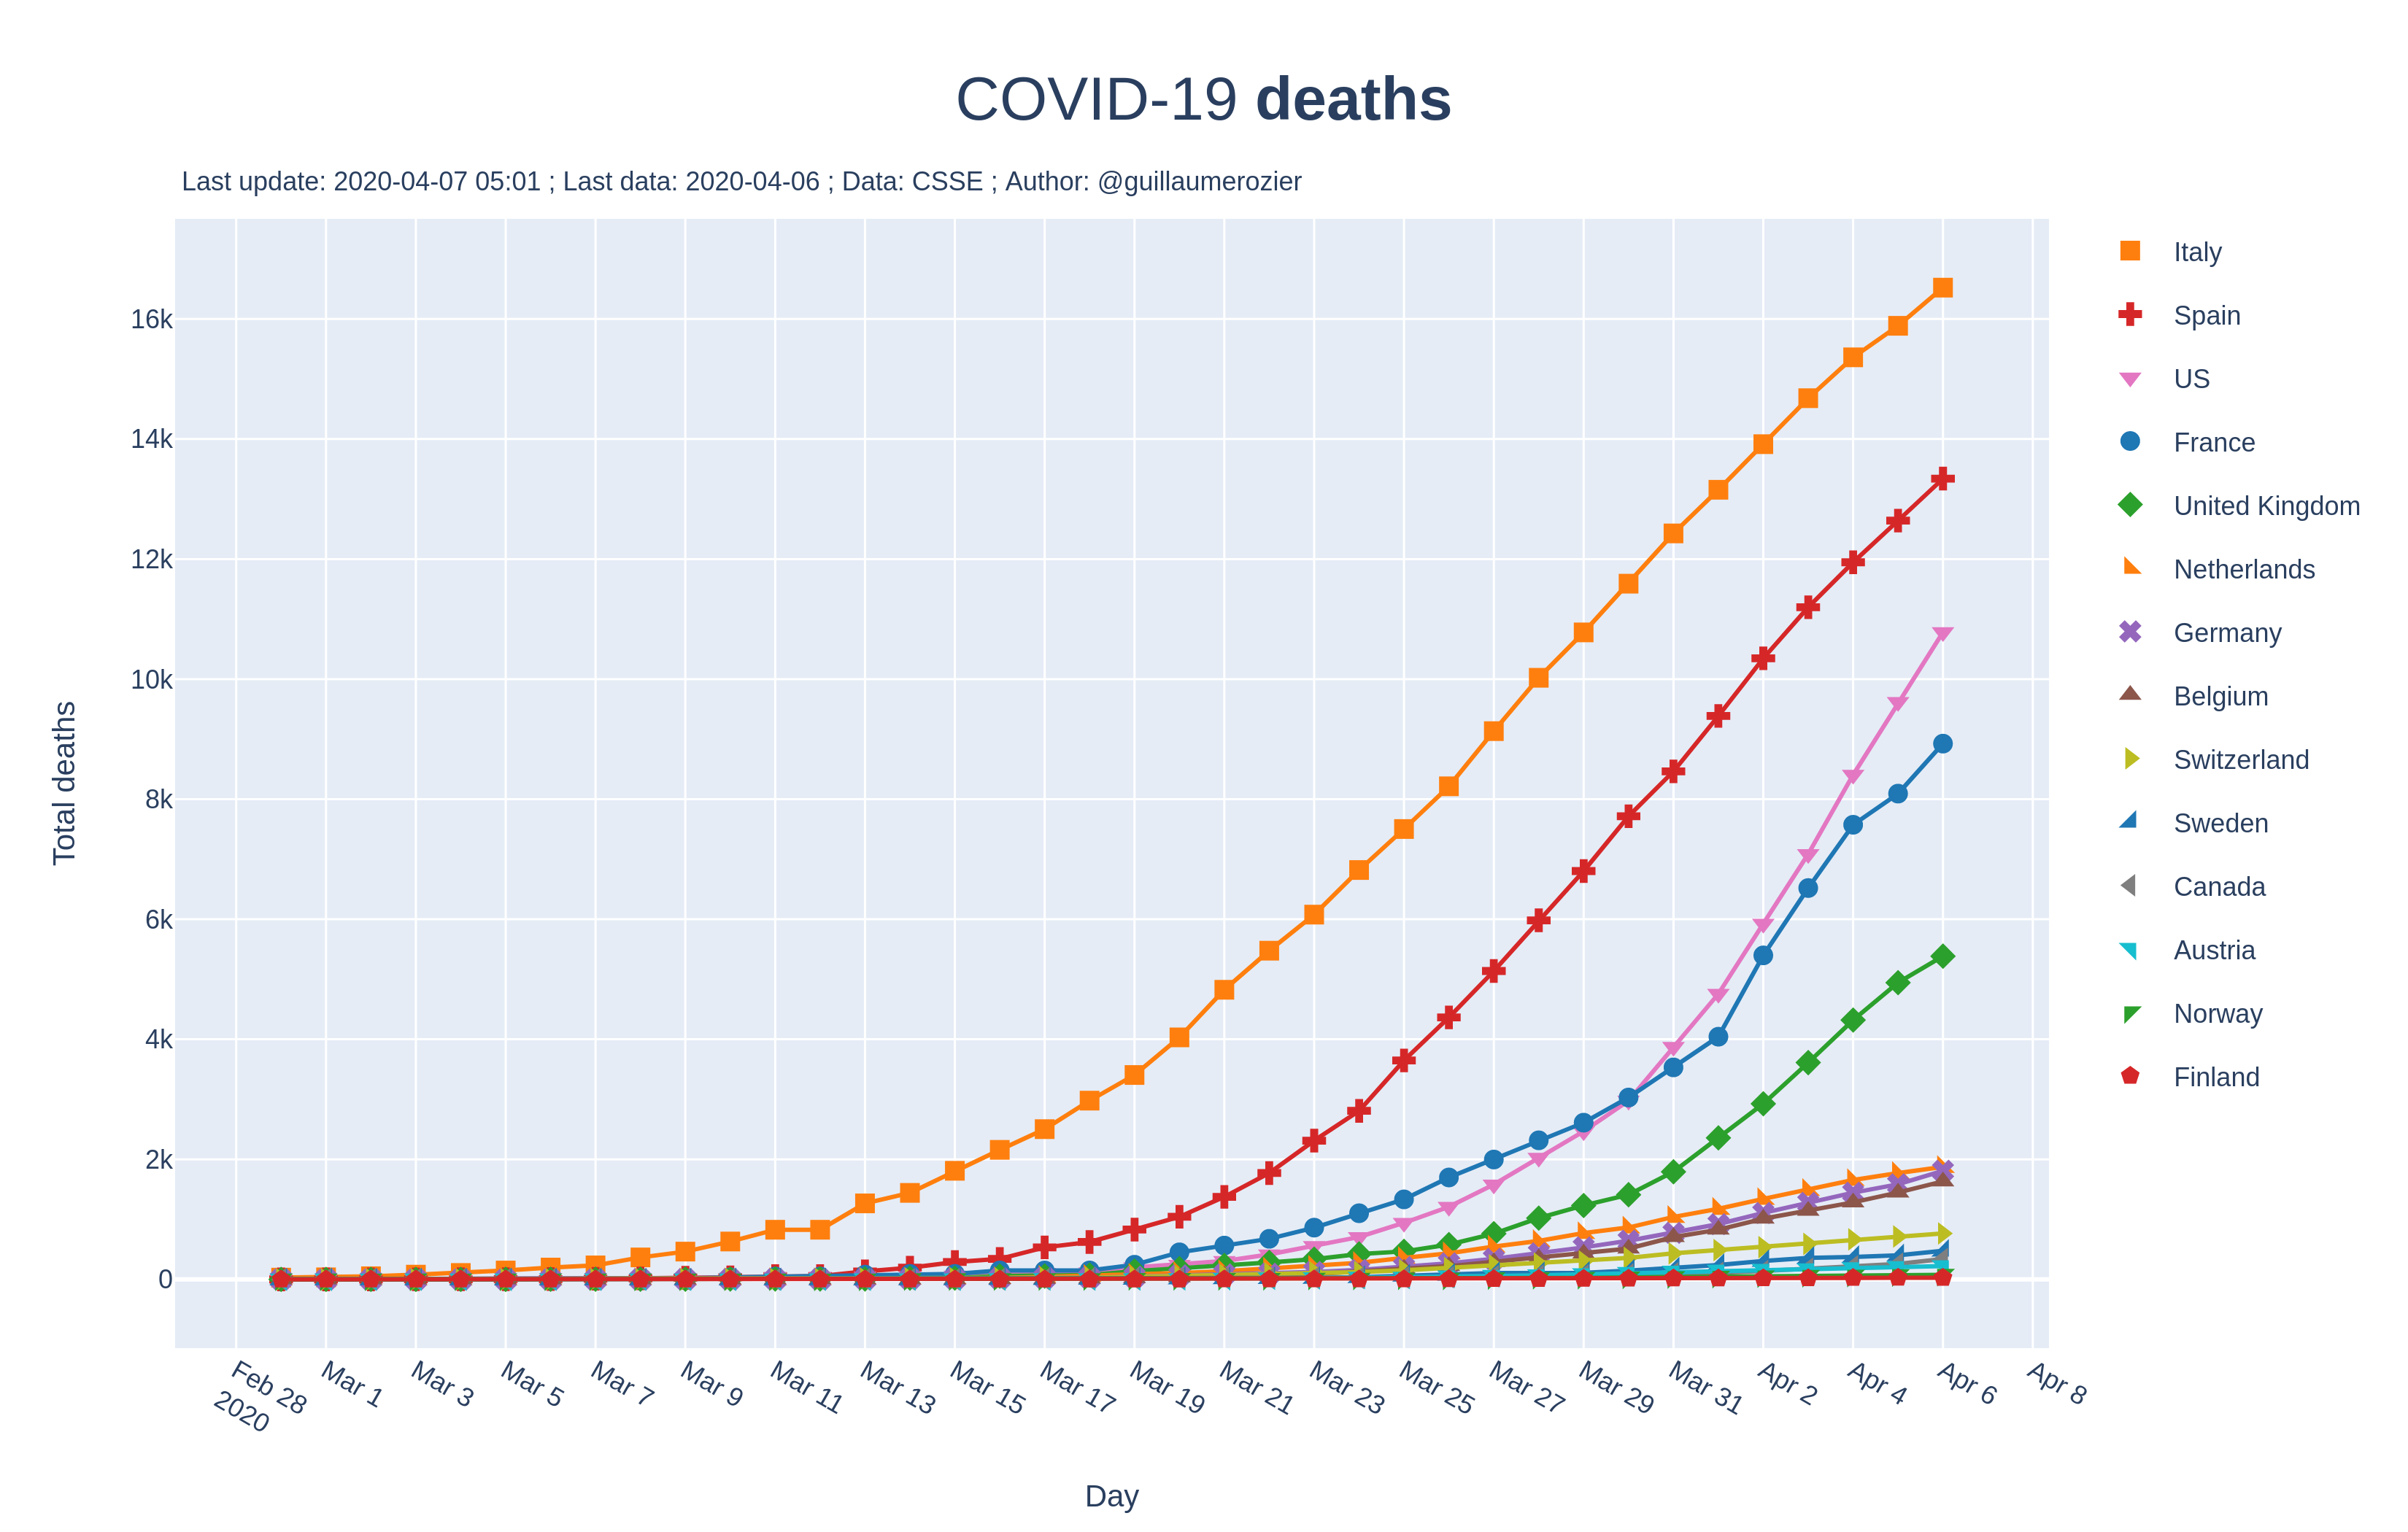 COVID-19 deaths
Last update: 2020-04-07 05:01 ; Last data: 2020-04-06 ; Data: CSSE ; Author: @guillaumerozier
Italy
Spain
US
France
United Kingdom
Netherlands
Germany
Belgium
Switzerland
Sweden
Canada
Austria
Norway
Finland
16k
14k
12k
10k
8k
6k
4k
2k
0
Total deaths
Feb 28
2020
Mar 1
Mar 3
Mar 5
Mar 7
Mar 9
Mar 11
Mar 13
Mar 15
Mar 17
Mar 19
Mar 21
Mar 23
Mar 25
Mar 27
Mar 29
Mar 31
Apr 2
Apr 4
Apr 6
Apr 8
Day